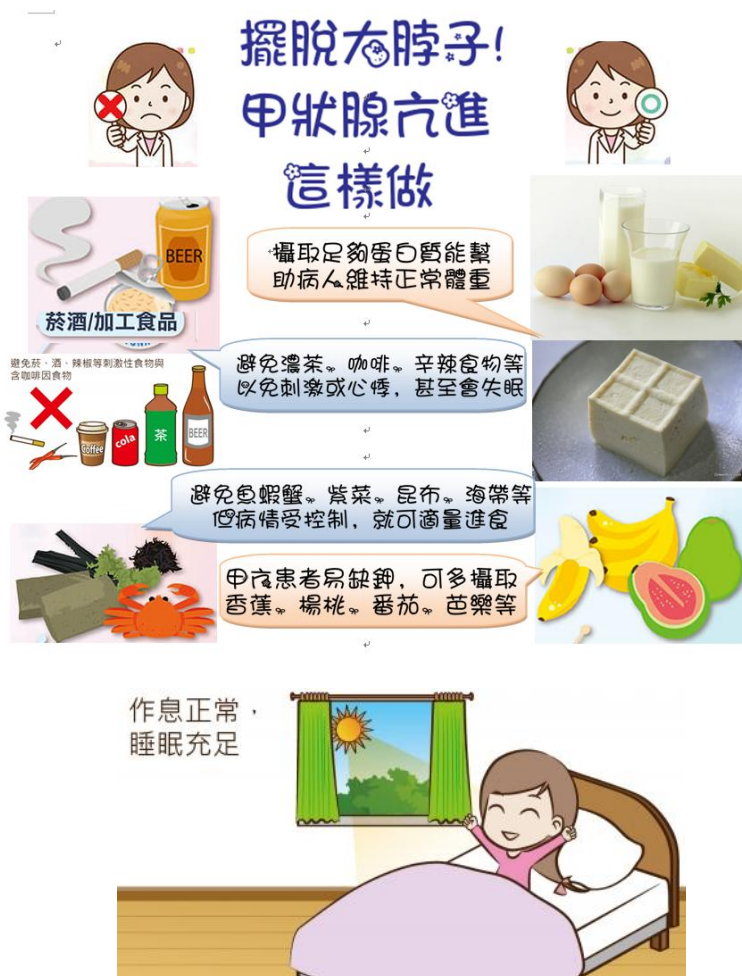 擺脫大脖子!
甲狀腺亢進
這樣做
BEER
菸酒/加工食品
攝取足夠蛋白質能幫
助病人維持正常體重
避免菸、酒、辣椒等刺激性食物與
含咖啡因食物
Coffee
cola
茶
BEER
避免濃茶。咖啡。辛辣食物等
以免刺激或心悸,甚至會失眠
避免魚蝦蟹。紫菜。昆布。海帶等
但病情受控制,就可適量進食
甲亢患者易缺鉀,可多攝取
香蕉。楊桃。番茄。芭樂等
作息正常,
睡眠充足